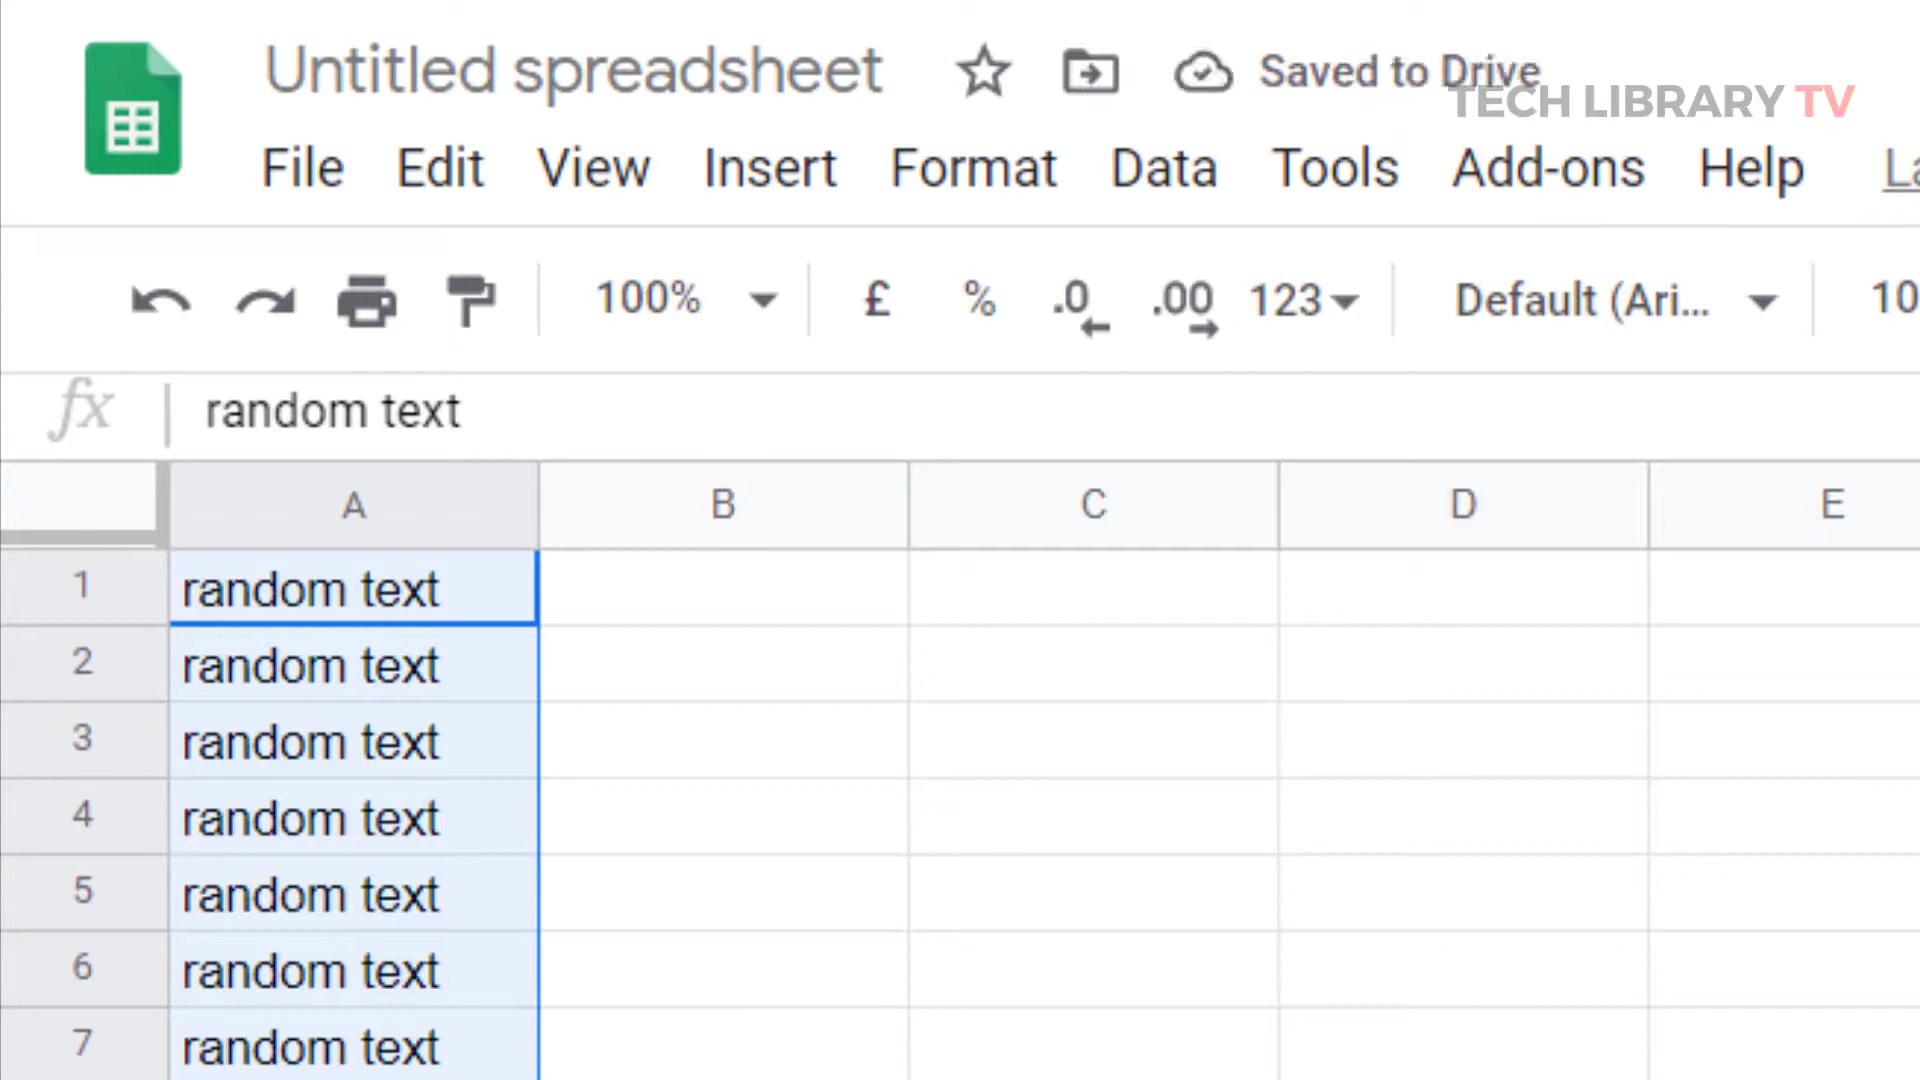 Untitled spreadsheet Saved to Drive
TECH LIBRARY TV
File Edit View Insert Format Data Tools Add-ons Help La
100% £ % .0 .00 123 Default (Ari... 10
fx random text
A B C D E
1 random text
2 random text
3 random text
4 random text
5 random text
6 random text
7 random text